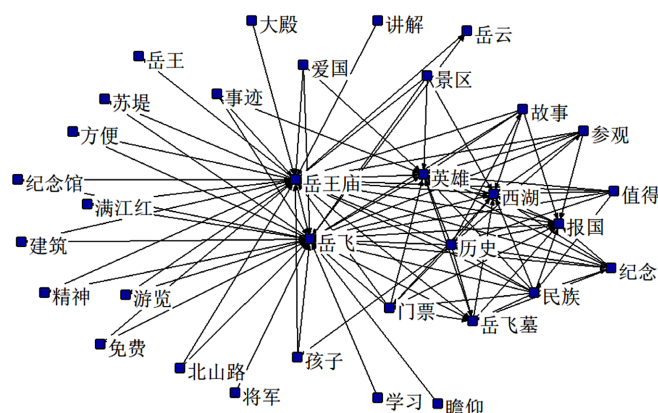 大殿
讲解
岳云
岳王
爱国
景区
苏堤
事迹
故事
方便
参观
纪念馆
岳王庙
英雄
西湖
值得
满江红
报国
建筑
岳飞
历史
纪念
精神
游览
门票
民族
岳飞墓
免费
孩子
北山路
将军
学习
瞻仰